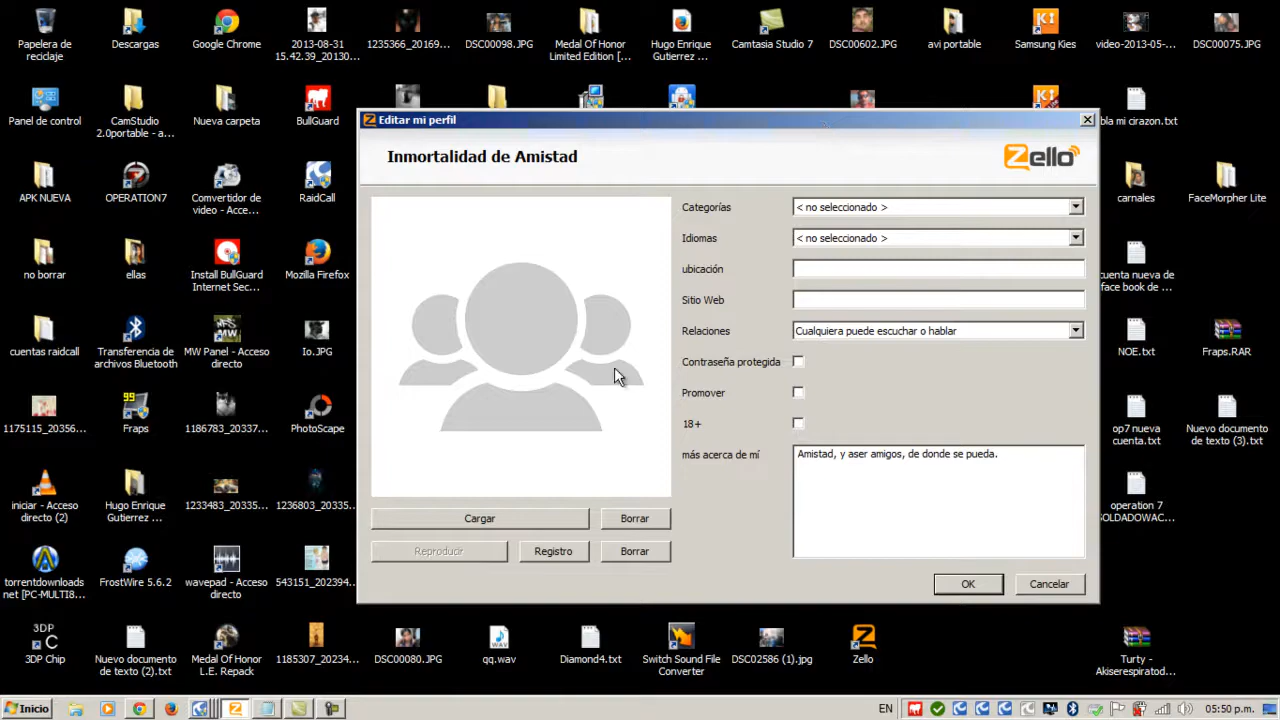 Papelera de reciclaje
Descargas
Google Chrome
2013-08-31 15.42.39_20130...
1235366_20169...
DSC00098.JPG
Medal Of Honor Limited Edition [...
Hugo Enrique Gutierrez ...
Camtasia Studio 7
DSC00602.JPG
avi portable
Samsung Kies
video-2013-05-...
DSC00075.JPG
Panel de control
CamStudio 2.0portable - a...
Nueva carpeta
BullGuard
bla mi cirazon.txt
Editar mi perfil
Inmortalidad de Amistad
Zello
APK NUEVA
OPERATION7
Comvertidor de video - Acce...
RaidCall
carnales
FaceMorpher Lite
Categorías
< no seleccionado >
Idiomas
< no seleccionado >
ubicación
Sitio Web
Relaciones
Cualquiera puede escuchar o hablar
Contraseña protegida
Promover
18+
más acerca de mí
Amistad, y aser amigos, de donde se pueda.
Cargar
Borrar
Reproducir
Registro
Borrar
OK
Cancelar
no borrar
ellas
Install BullGuard Internet Sec...
Mozilla Firefox
cuenta nueva de face book de ...
cuentas raidcall
Transferencia de archivos Bluetooth
MW Panel - Acceso directo
Io.JPG
NOE.txt
Fraps.RAR
1175115_20356...
99
Fraps
1186783_20337...
PhotoScape
op7 nueva cuenta.txt
Nuevo documento de texto (3).txt
iniciar - Acceso directo (2)
Hugo Enrique Gutierrez ...
1233483_20335...
1236803_20335...
operation 7
SOLDADOWAC...
torrentdownloads net [PC-MULTI8...
FrostWire 5.6.2
wavepad - Acceso directo
543151_202394...
3DP
C
3DP Chip
Nuevo documento de texto (2).txt
Medal Of Honor L.E. Repack
1185307_20234...
DSC00080.JPG
WAV
qq.wav
Diamond4.txt
Switch Sound File Converter
DSC02586 (1).jpg
Zello
Turty - Akiserespiratod...
Inicio
EN
05:50 p.m.